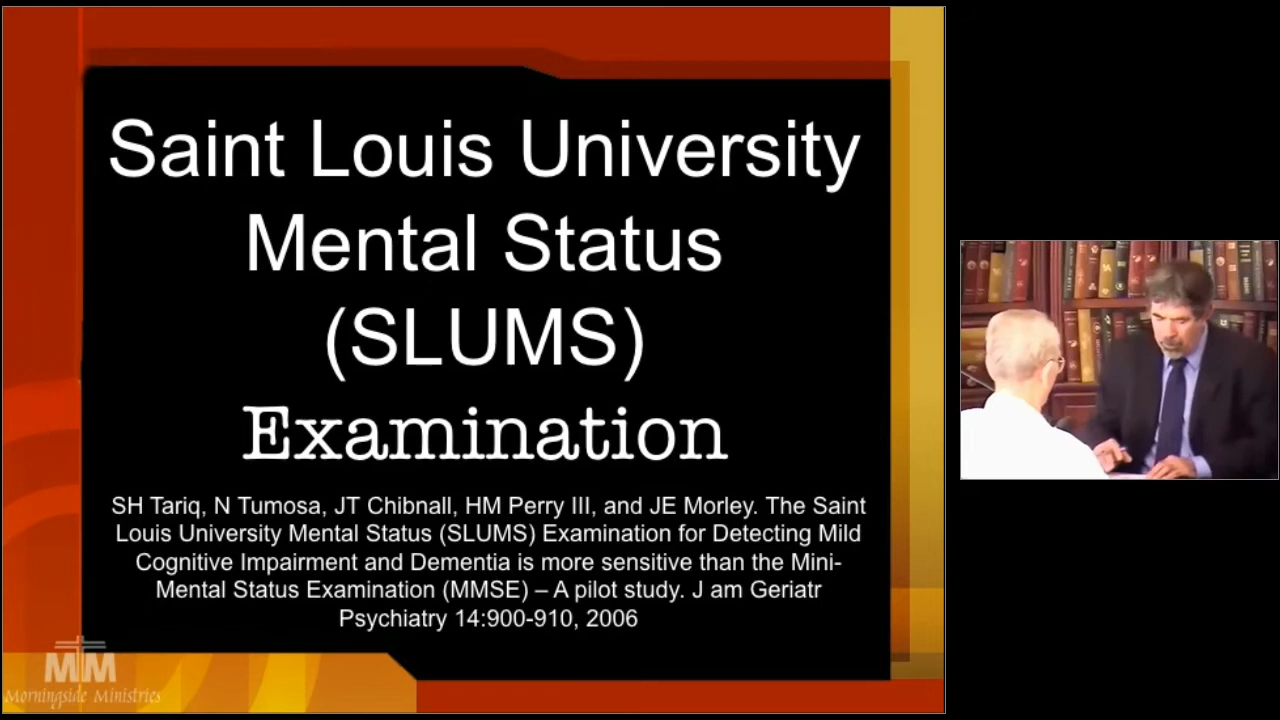 Saint Louis University
Mental Status
(SLUMS)
Examination
SH Tariq, N Tumosa, JT Chibnall, HM Perry III, and JE Morley. The Saint
Louis University Mental Status (SLUMS) Examination for Detecting Mild
Cognitive Impairment and Dementia is more sensitive than the Mini-
Mental Status Examination (MMSE) – A pilot study. J am Geriatr
Psychiatry 14:900-910, 2006
MM
Morningside Ministries